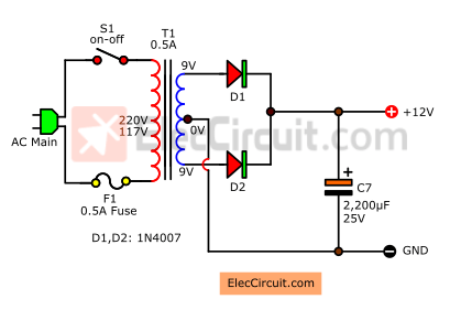 S1
on-off
T1
0.5A
9V
D1
+12V
AC Main
220V
117V
0V
ElecCircuit.com
9V
D2
+
C7
2,200µF
25V
F1
0.5A Fuse
D1,D2: 1N4007
GND
ElecCircuit.com